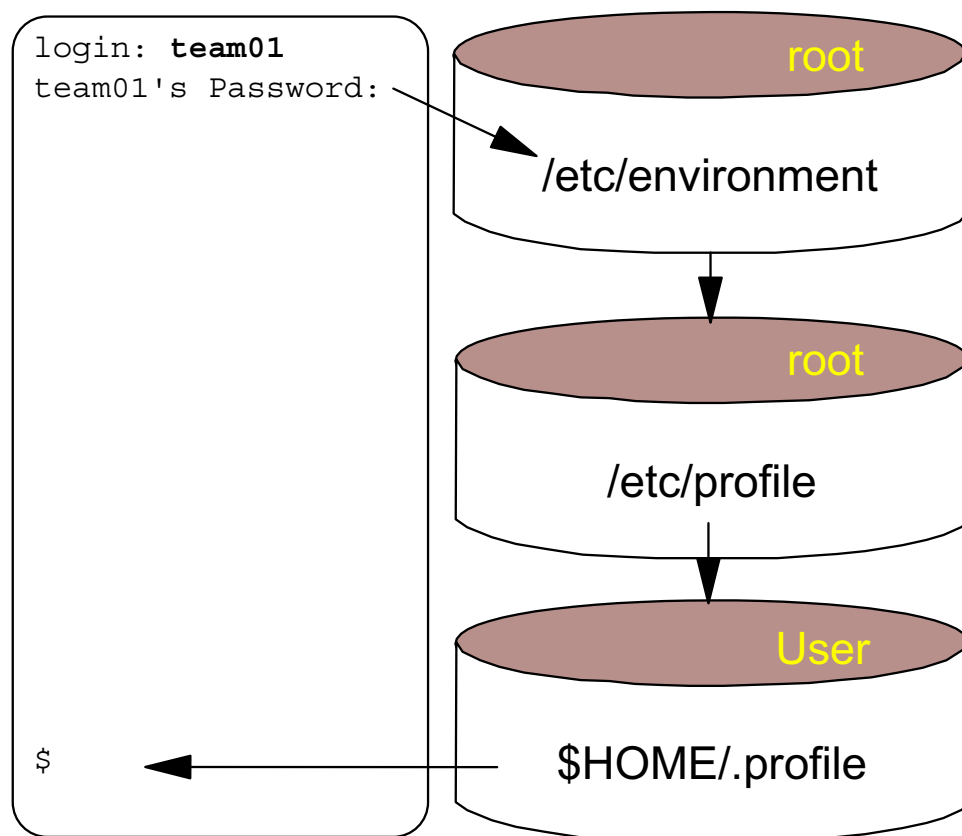 login: team01
team01's Password:
root
/etc/environment
root
/etc/profile
User
$HOME/.profile
$